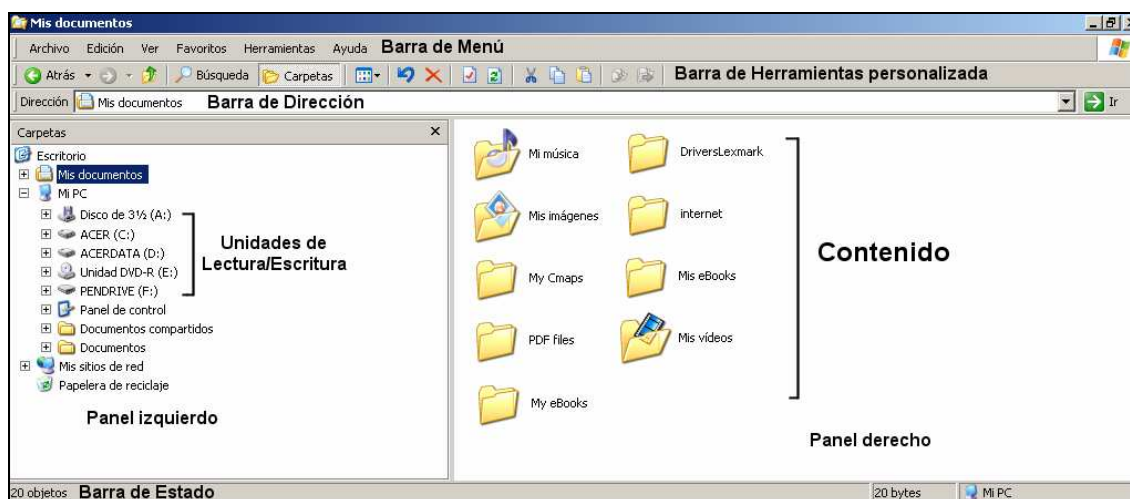 Mis documentos
Archivo Edición Ver Favoritos Herramientas Ayuda Barra de Menú
Atrás Búsqueda Carpetas Barra de Herramientas personalizada
Dirección Mis documentos Barra de Dirección Ir
Carpetas
Escritorio
Mis documentos
Mi PC
Disco de 3½ (A:)
ACER (C:)
ACERDATA (D:)
Unidad DVD-R (E:)
PENDRIVE (F:)
Panel de control
Documentos compartidos
Documentos
Mis sitios de red
Papelera de reciclaje
Unidades de
Lectura/Escritura
Panel izquierdo
Mi música DriversLexmark
Mis imágenes internet
My Cmaps Mis eBooks
PDF files Mis vídeos
My eBooks
Contenido
Panel derecho
20 objetos Barra de Estado 20 bytes Mi PC